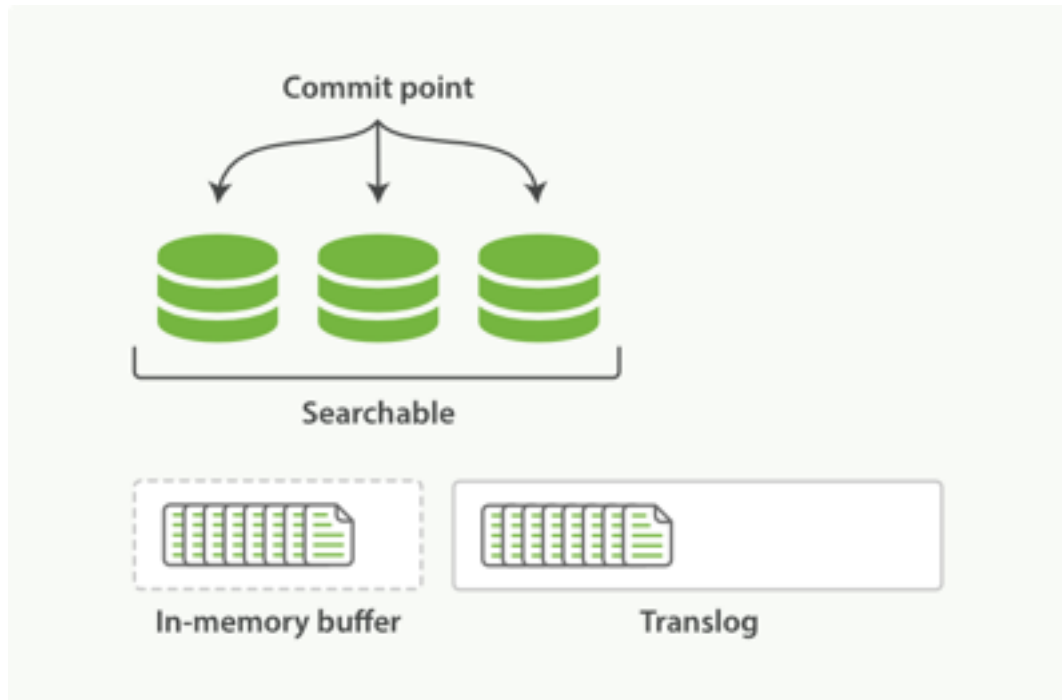 Commit point
Searchable
In-memory buffer
Translog